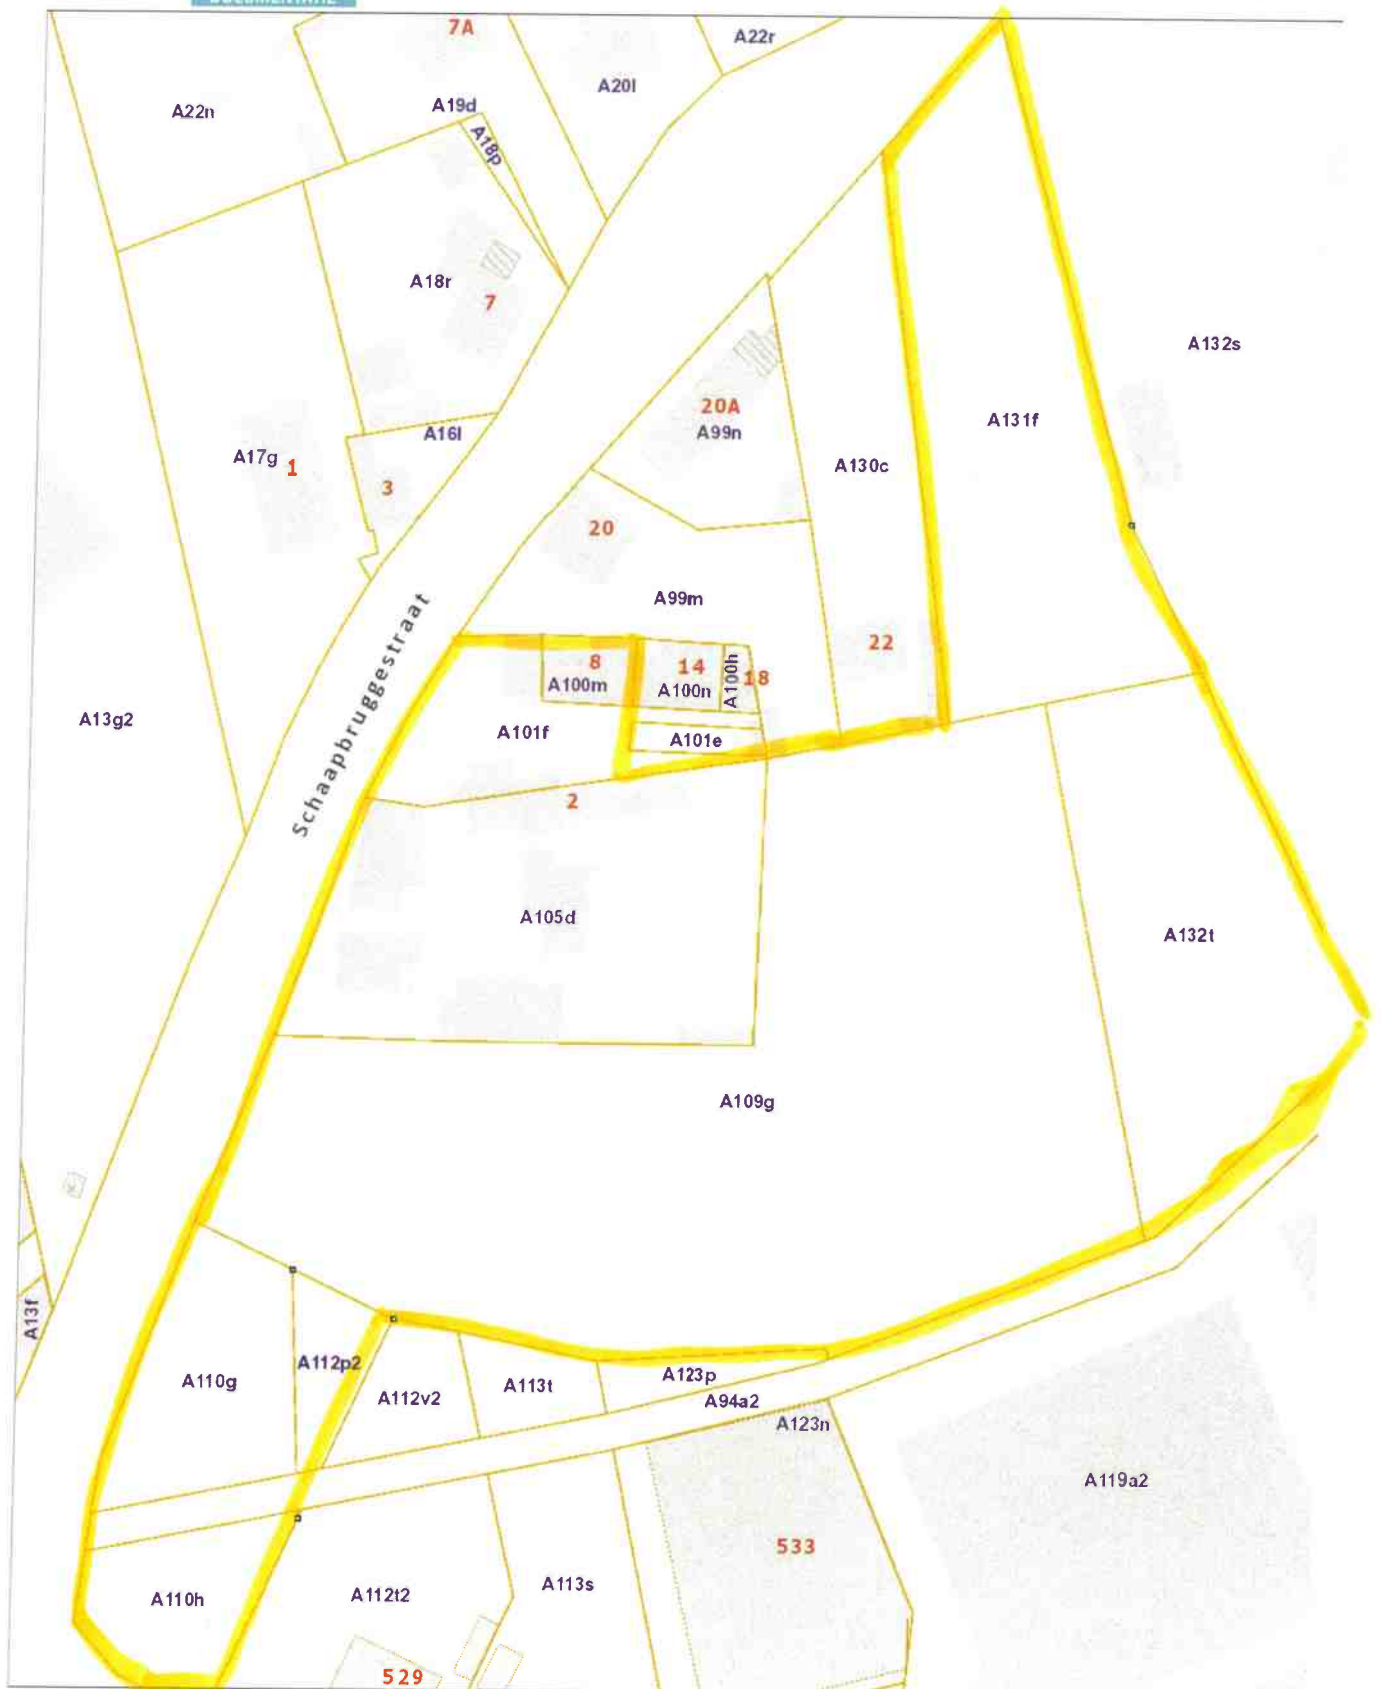 DOCUMENTATIE
7A
A22r
A20l
A22n
A19d
A18p
A18r
7
A132s
20A
A99n
A131f
A16l
A17g
1
A130c
3
20
A99m
Schaapbruggestraat
22
8
14
A100h
18
A100m
A100n
A13g2
A101f
A101e
2
A105d
A132t
A109g
A13f
A112p2
A110g
A112v2
A113t
A123p
A94a2
A123n
A119a2
533
A110h
A112t2
A113s
529